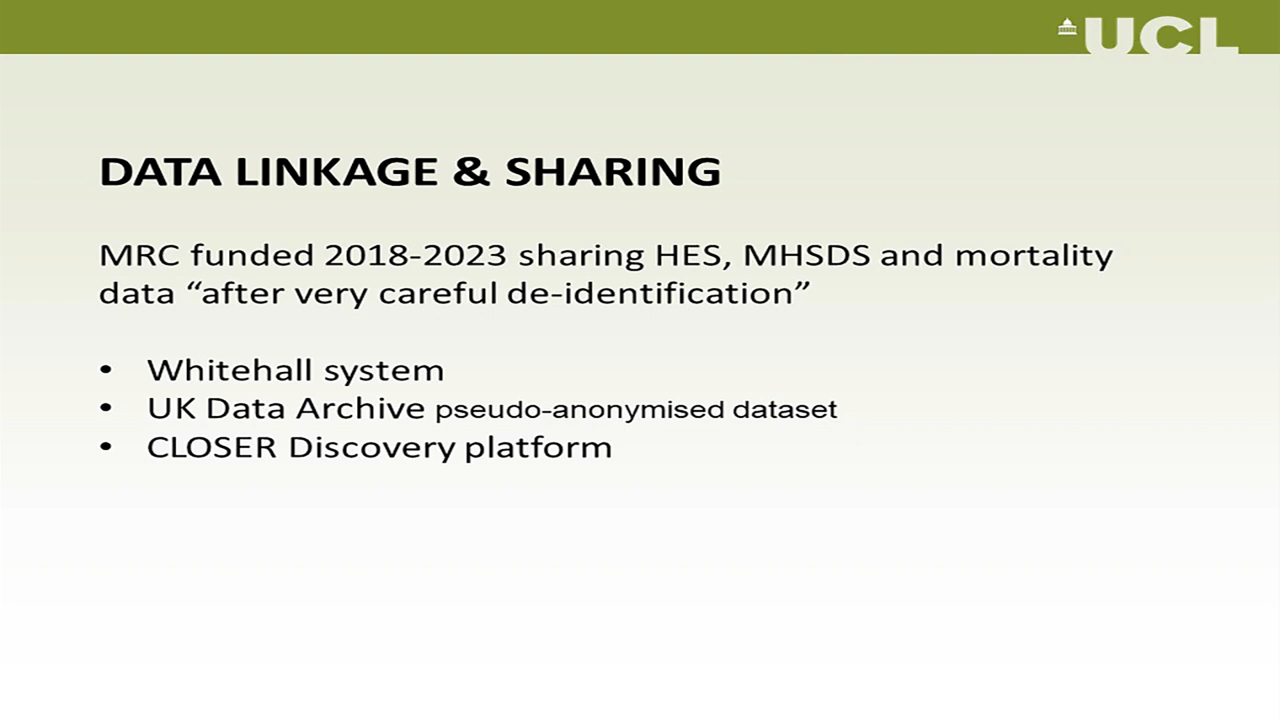 UCL
DATA LINKAGE & SHARING
MRC funded 2018-2023 sharing HES, MHSDS and mortality
data “after very careful de-identification”
• Whitehall system
• UK Data Archive pseudo-anonymised dataset
• CLOSER Discovery platform